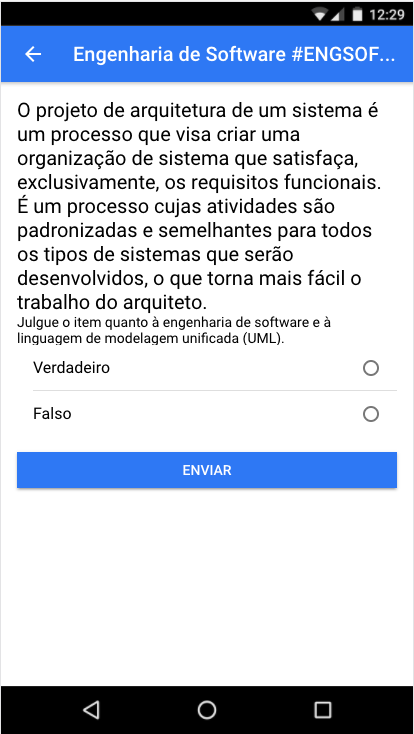 12:29
Engenharia de Software #ENGSOF...
O projeto de arquitetura de um sistema é
um processo que visa criar uma
organização de sistema que satisfaça,
exclusivamente, os requisitos funcionais.
É um processo cujas atividades são
padronizadas e semelhantes para todos
os tipos de sistemas que serão
desenvolvidos, o que torna mais fácil o
trabalho do arquiteto.
Julgue o item quanto à engenharia de software e à
linguagem de modelagem unificada (UML).
Verdadeiro
Falso
ENVIAR